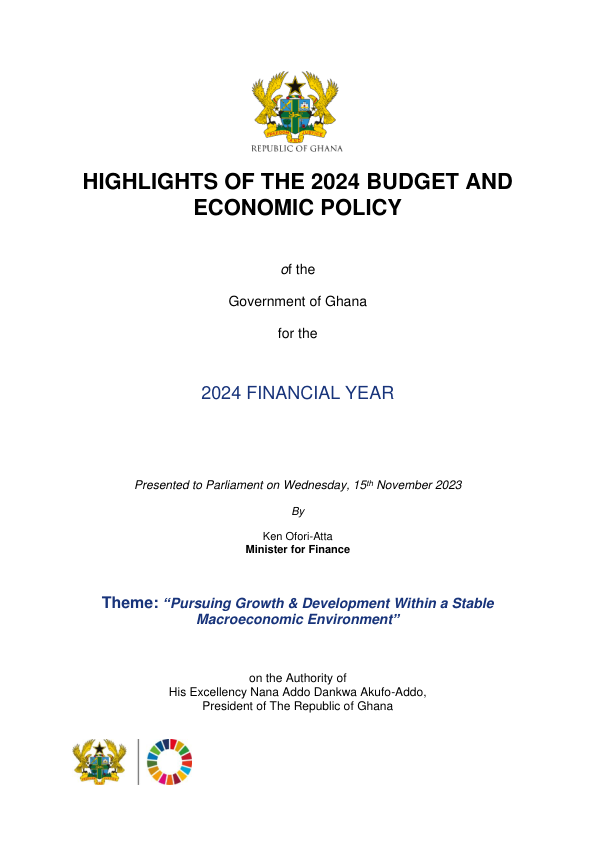 REPUBLIC OF GHANA
HIGHLIGHTS OF THE 2024 BUDGET AND
ECONOMIC POLICY
of the
Government of Ghana
for the
2024 FINANCIAL YEAR
Presented to Parliament on Wednesday, 15th November 2023
By
Ken Ofori-Atta
Minister for Finance
Theme: “Pursuing Growth & Development Within a Stable
Macroeconomic Environment”
on the Authority of
His Excellency Nana Addo Dankwa Akufo-Addo,
President of The Republic of Ghana